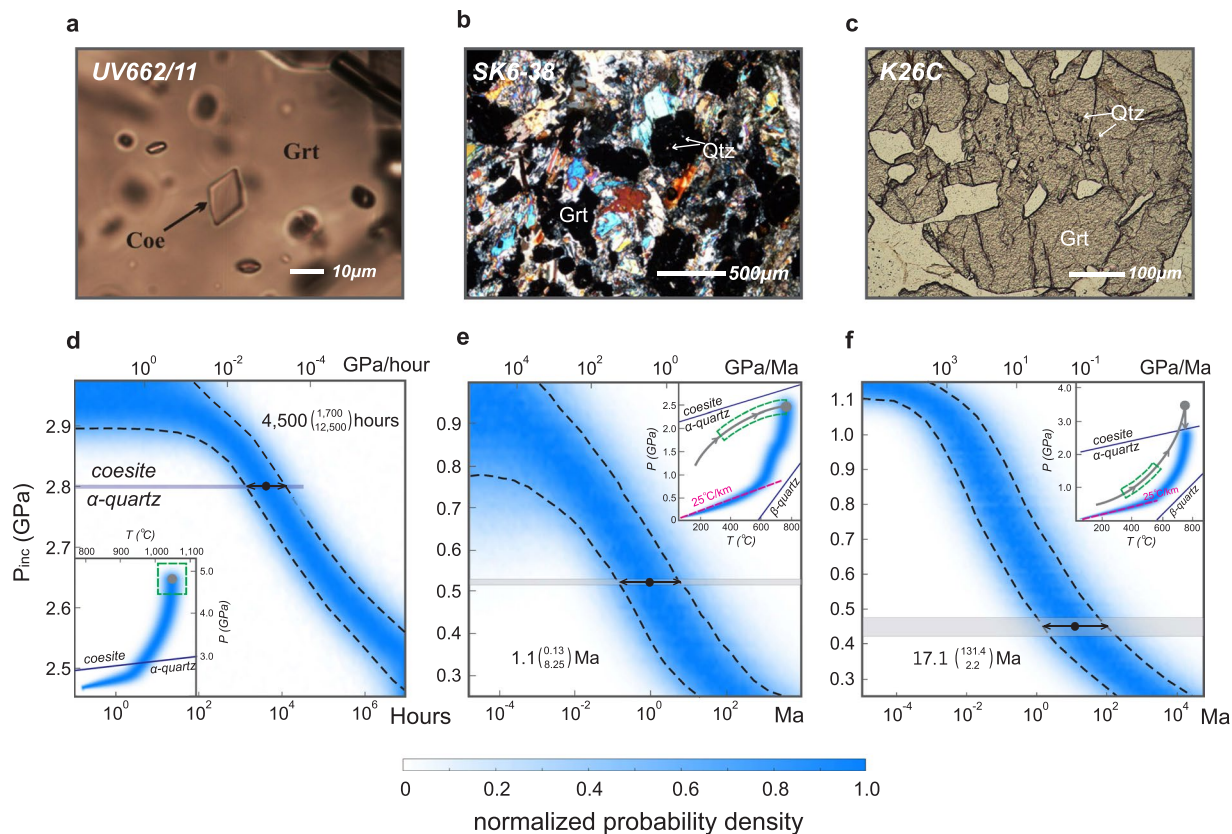 a
UV662/11
Grt
Coe
10µm
b
SK6-38
Qtz
Grt
500µm
c
K26C
Qtz
Grt
100µm
d
10⁰ 10⁻² 10⁻⁴ GPa/hour
4,500 (1,700 12,500) hours
Pinc (GPa)
2.9
2.8
2.7
2.6
2.5
coesite
α-quartz
T (°C)
800 900 1,000 1,100
5.0
4.0
3.0
P (GPa)
coesite
α-quartz
10⁰ 10² 10⁴ 10⁶
Hours
e
10⁴ 10² 10⁰ GPa/Ma
0.9
0.8
0.7
0.6
0.5
0.4
0.3
coesite
α-quartz
P (GPa)
2.5
2.0
1.5
1.0
0.5
0
25°C/km
β-quartz
200 400 600 800
T (°C)
1.1 (0.13 8.25) Ma
10⁻⁴ 10⁻² 10⁰ 10² Ma
f
10³ 10¹ 10⁻¹ GPa/Ma
1.1
1.0
0.9
0.8
0.7
0.6
0.5
0.4
0.3
coesite
α-quartz
P (GPa)
4.0
3.0
2.0
1.0
25°C/km
β-quartz
200 400 600 800
T (°C)
17.1 (131.4 2.2) Ma
10⁻⁴ 10⁻² 10⁰ 10² 10⁴ Ma
0 0.2 0.4 0.6 0.8 1.0
normalized probability density